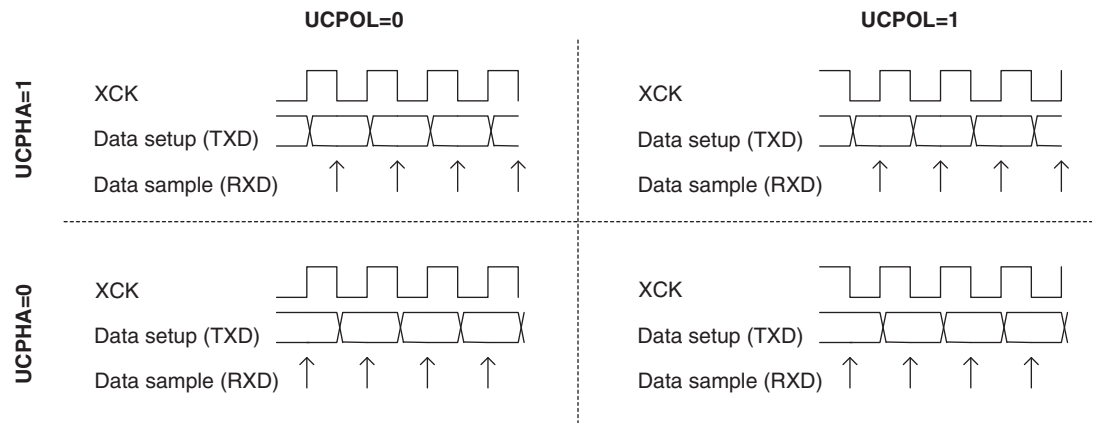 UCPOL=0
UCPOL=1
UCPHA=1
XCK
Data setup (TXD)
Data sample (RXD)
XCK
Data setup (TXD)
Data sample (RXD)
UCPHA=0
XCK
Data setup (TXD)
Data sample (RXD)
XCK
Data setup (TXD)
Data sample (RXD)